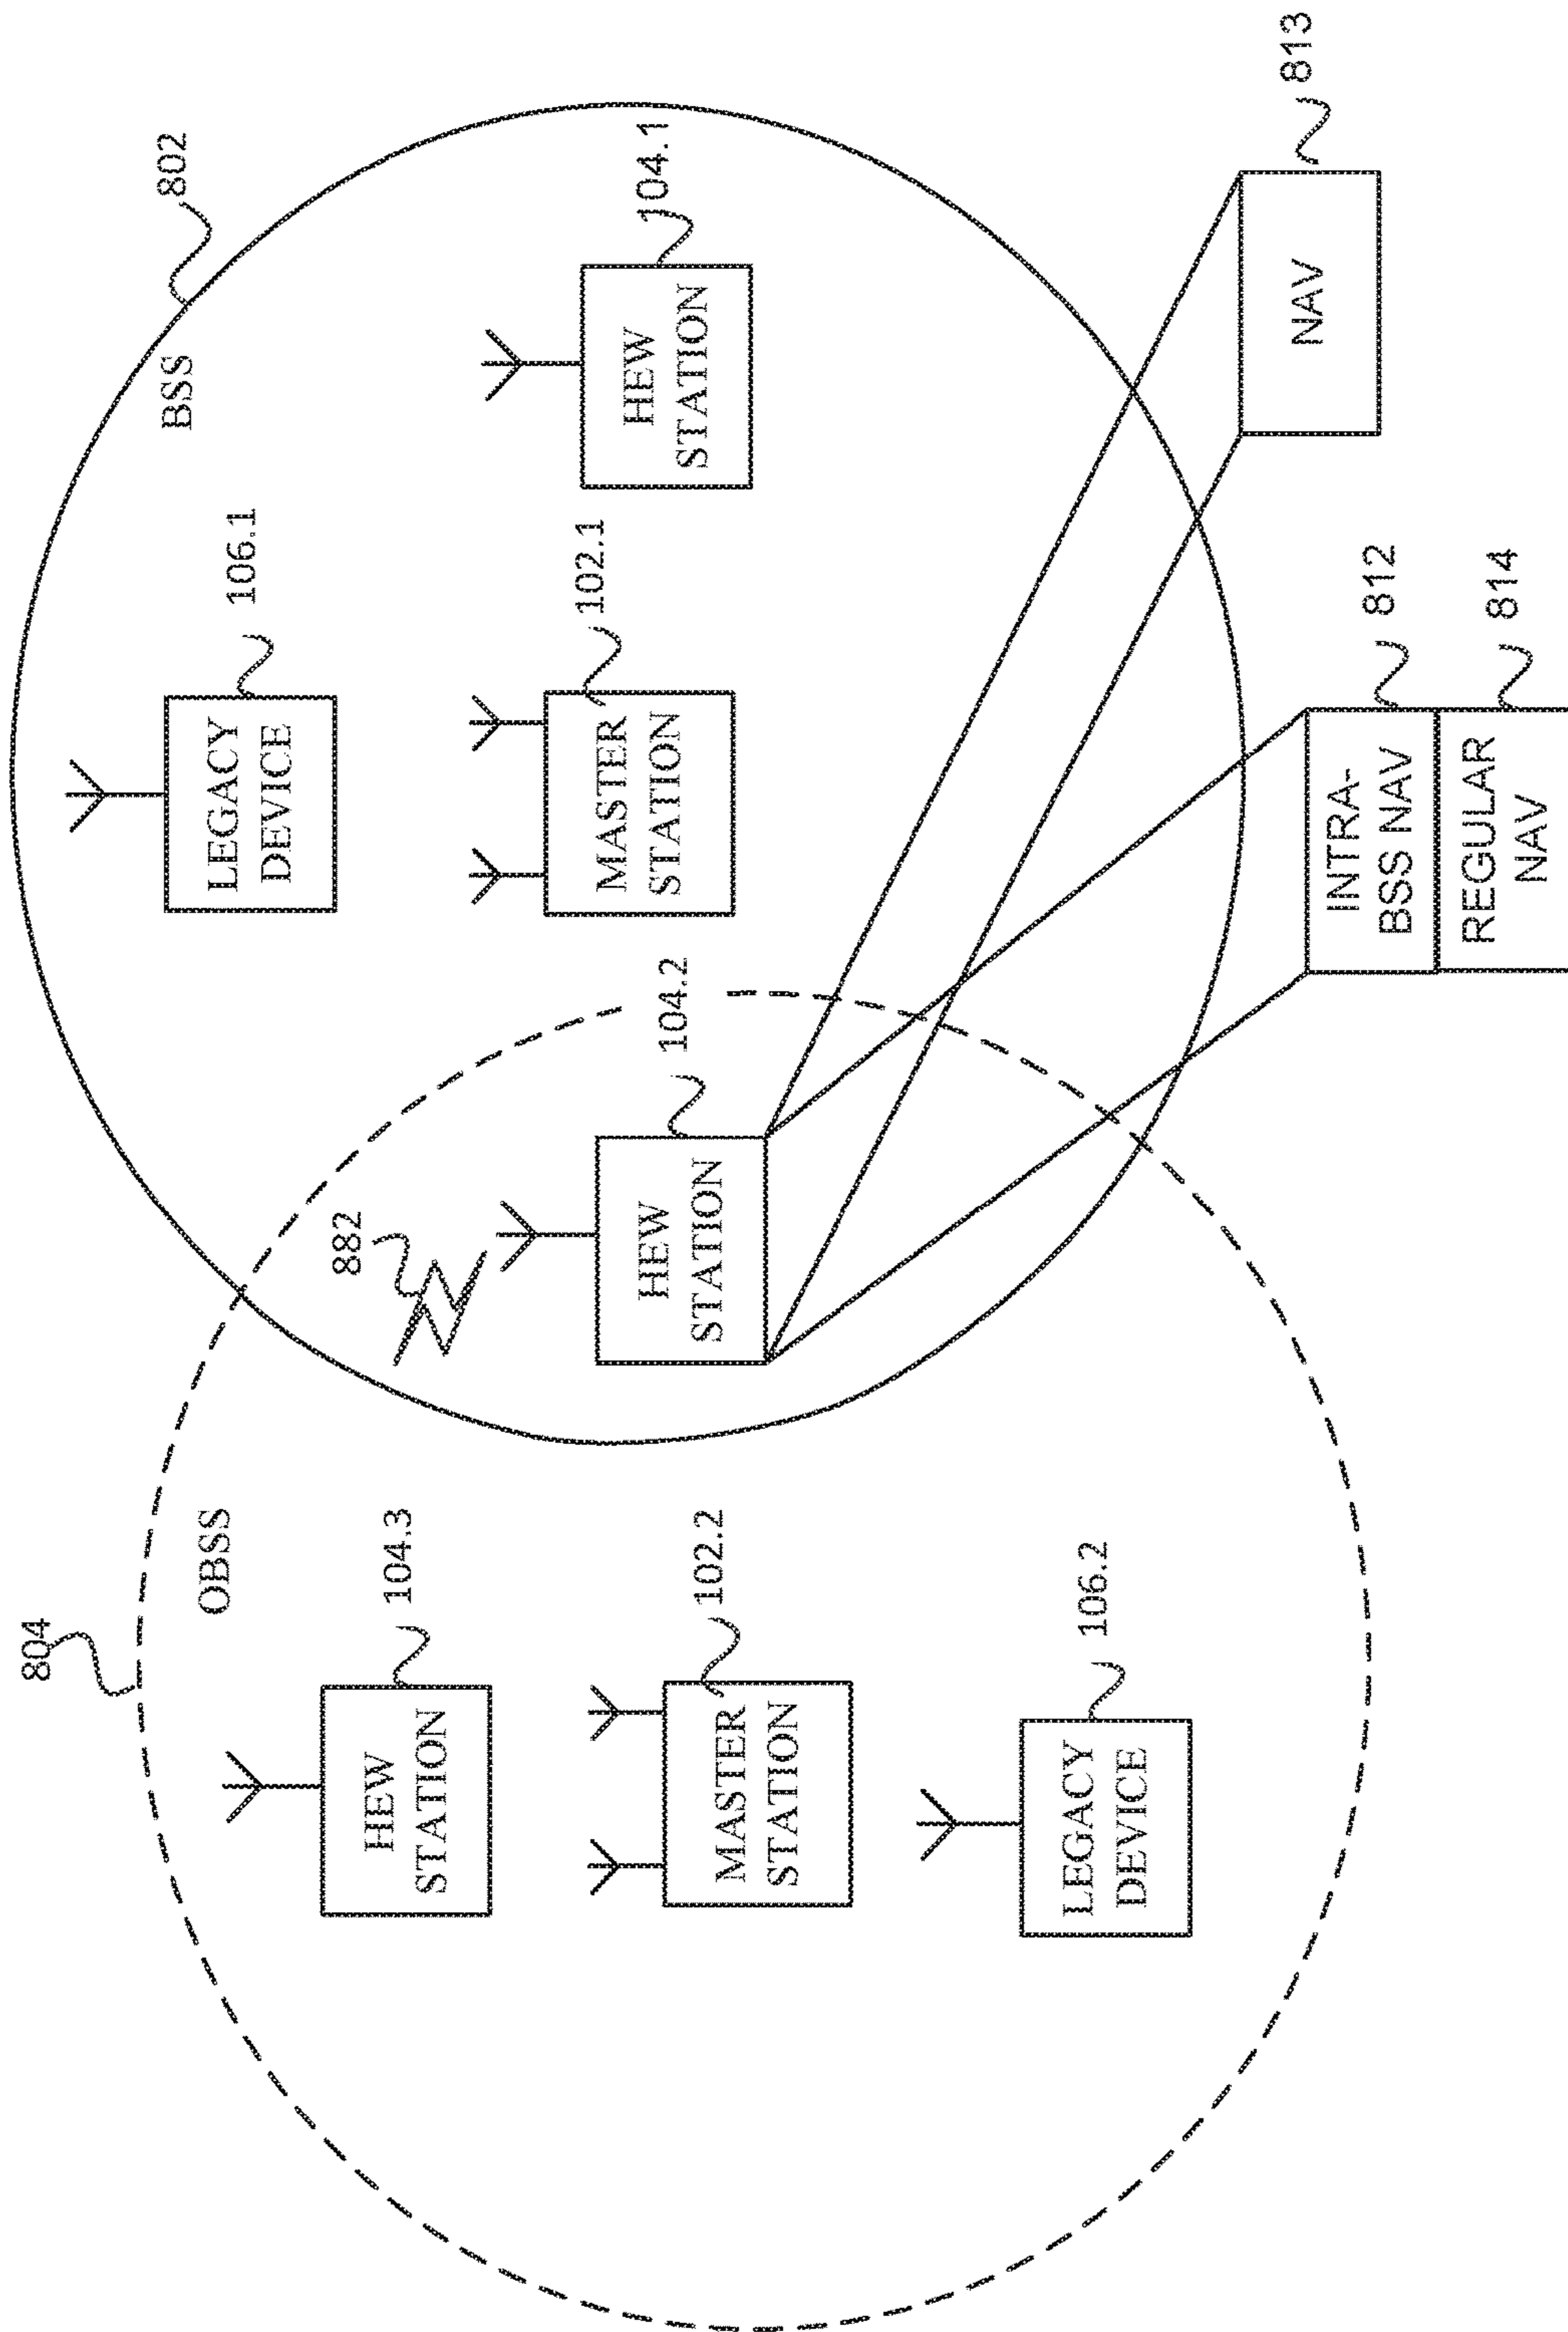 804
OBSS
104.3
HEW
STATION
102.2
MASTER
STATION
106.2
LEGACY
DEVICE
802
BSS
106.1
LEGACY
DEVICE
102.1
MASTER
STATION
104.1
HEW
STATION
882
104.2
HEW
STATION
813
NAV
812
INTRA-
BSS NAV
814
REGULAR
NAV